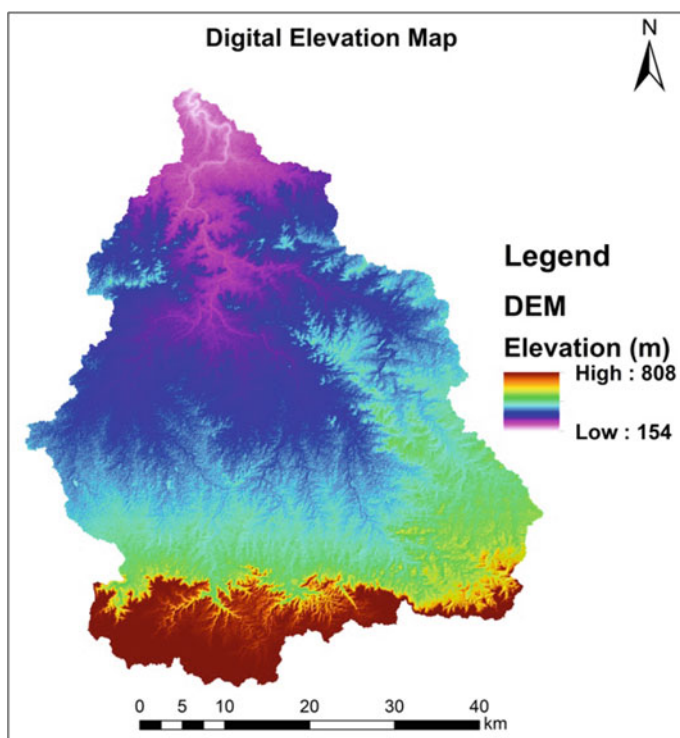 Digital Elevation Map
N
Legend
DEM
Elevation (m)
High : 808
Low : 154
0 5 10 20 30 40
km